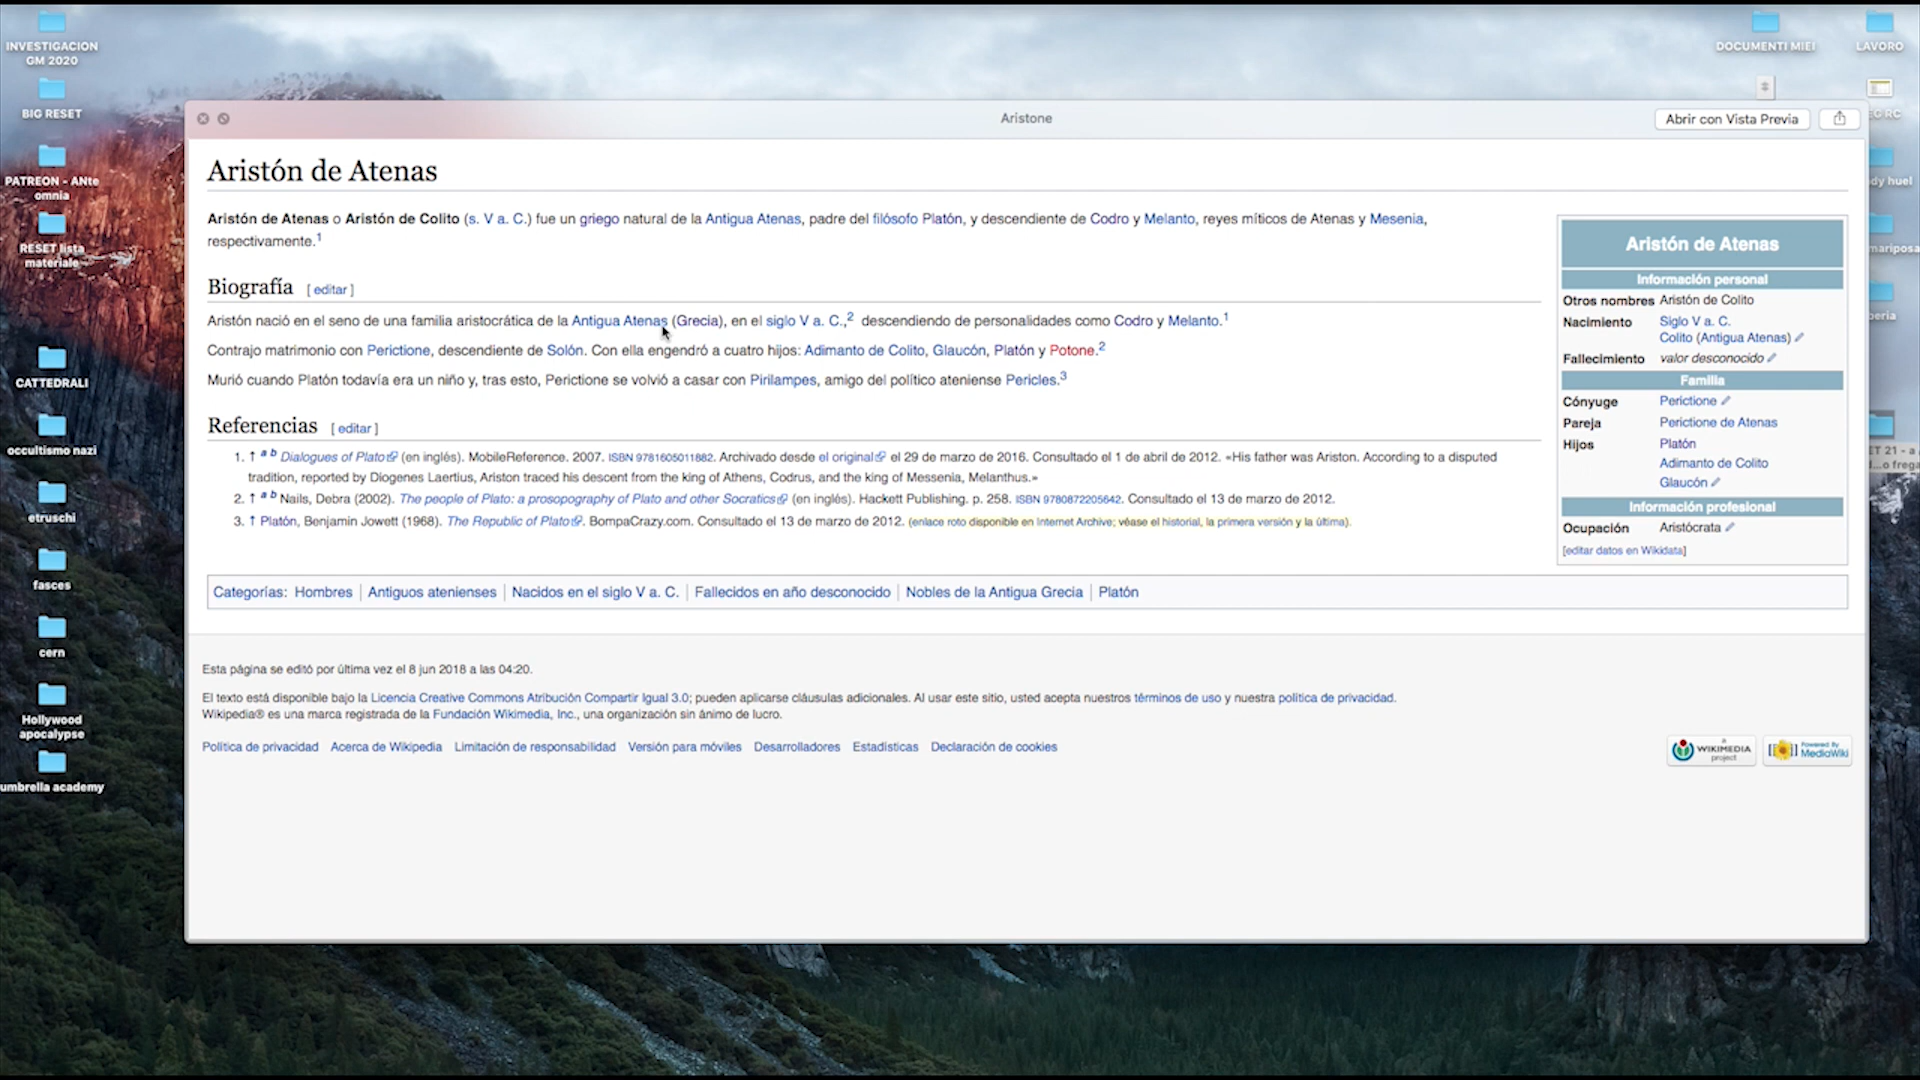 INVESTIGACION
GM 2020
BIG RESET
PATREON - ANte
omnia
RESET lista
materiale
CATTEDRALI
occultismo nazi
etruschi
fasces
cern
Hollywood
apocalypse
umbrella academy
DOCUMENTI MIEI
LAVORO
Aristone
Abrir con Vista Previa
Aristón de Atenas
Aristón de Atenas o Aristón de Colito (s. V a. C.) fue un griego natural de la Antigua Atenas, padre del filósofo Platón, y descendiente de Codro y Melanto, reyes míticos de Atenas y Mesenia,
respectivamente.1
Biografía [ editar ]
Aristón nació en el seno de una familia aristocrática de la Antigua Atenas (Grecia), en el siglo V a. C.,2 descendiendo de personalidades como Codro y Melanto.1
Contrajo matrimonio con Perictione, descendiente de Solón. Con ella engendró a cuatro hijos: Adimanto de Colito, Glaucón, Platón y Potone.2
Murió cuando Platón todavía era un niño y, tras esto, Perictione se volvió a casar con Pirilampes, amigo del político ateniense Pericles.3
Referencias [ editar ]
1. ↑ a b Dialogues of Plato (en inglés). MobileReference. 2007. ISBN 9781605011882. Archivado desde el original el 29 de marzo de 2016. Consultado el 1 de abril de 2012. «His father was Ariston. According to a disputed
tradition, reported by Diogenes Laertius, Ariston traced his descent from the king of Athens, Codrus, and the king of Messenia, Melanthus.»
2. ↑ a b Nails, Debra (2002). The people of Plato: a prosopography of Plato and other Socratics (en inglés). Hackett Publishing. p. 258. ISBN 9780872205642. Consultado el 13 de marzo de 2012.
3. ↑ Platón, Benjamin Jowett (1968). The Republic of Plato. BompaCrazy.com. Consultado el 13 de marzo de 2012. (enlace roto disponible en Internet Archive; véase el historial, la primera versión y la última).
Aristón de Atenas
Información personal
Otros nombres Aristón de Colito
Nacimiento Siglo V a. C.
Colito (Antigua Atenas)
Fallecimiento valor desconocido
Familia
Cónyuge Perictione
Pareja Perictione de Atenas
Hijos Platón
Adimanto de Colito
Glaucón
Información profesional
Ocupación Aristócrata
[editar datos en Wikidata]
Categorías: Hombres | Antiguos atenienses | Nacidos en el siglo V a. C. | Fallecidos en año desconocido | Nobles de la Antigua Grecia | Platón
Esta página se editó por última vez el 8 jun 2018 a las 04:20.
El texto está disponible bajo la Licencia Creative Commons Atribución Compartir Igual 3.0; pueden aplicarse cláusulas adicionales. Al usar este sitio, usted acepta nuestros términos de uso y nuestra política de privacidad.
Wikipedia® es una marca registrada de la Fundación Wikimedia, Inc., una organización sin ánimo de lucro.
Política de privacidad Acerca de Wikipedia Limitación de responsabilidad Versión para móviles Desarrolladores Estadísticas Declaración de cookies
A
WIKIMEDIA
project
Powered By
MediaWiki